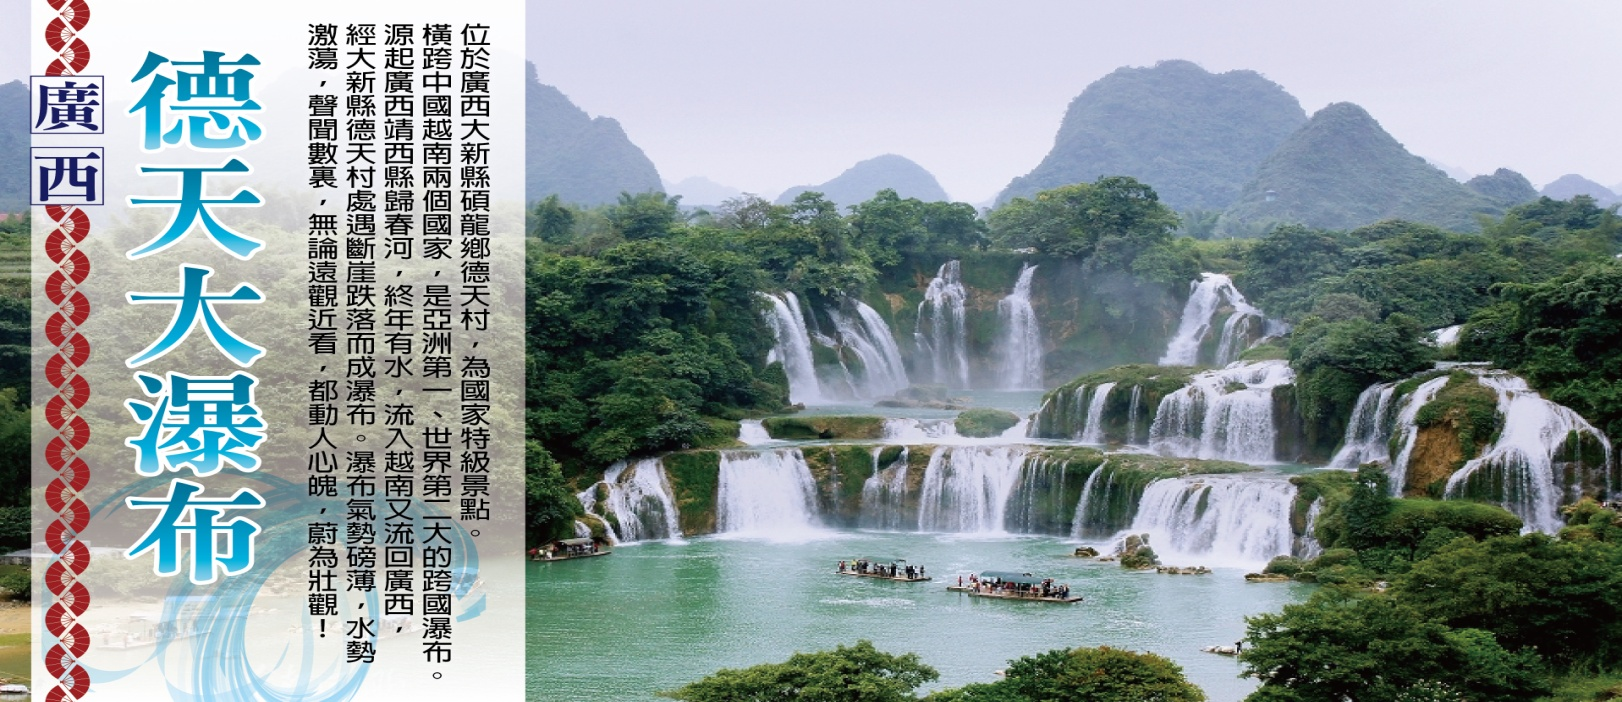 廣西
德天大瀑布
位於廣西大新縣碩龍鄉德天村，為國家特級景點。
橫跨中國越南兩個國家，是亞洲第一、世界第二大的跨國瀑布。
源起廣西靖西縣歸春河，終年有水，流入越南又流回廣西，
經大新縣德天村處遇斷崖跌落而成瀑布。瀑布氣勢磅薄，水勢
激蕩，聲聞數裏，無論遠觀近看，都動人心魄，蔚為壯觀！